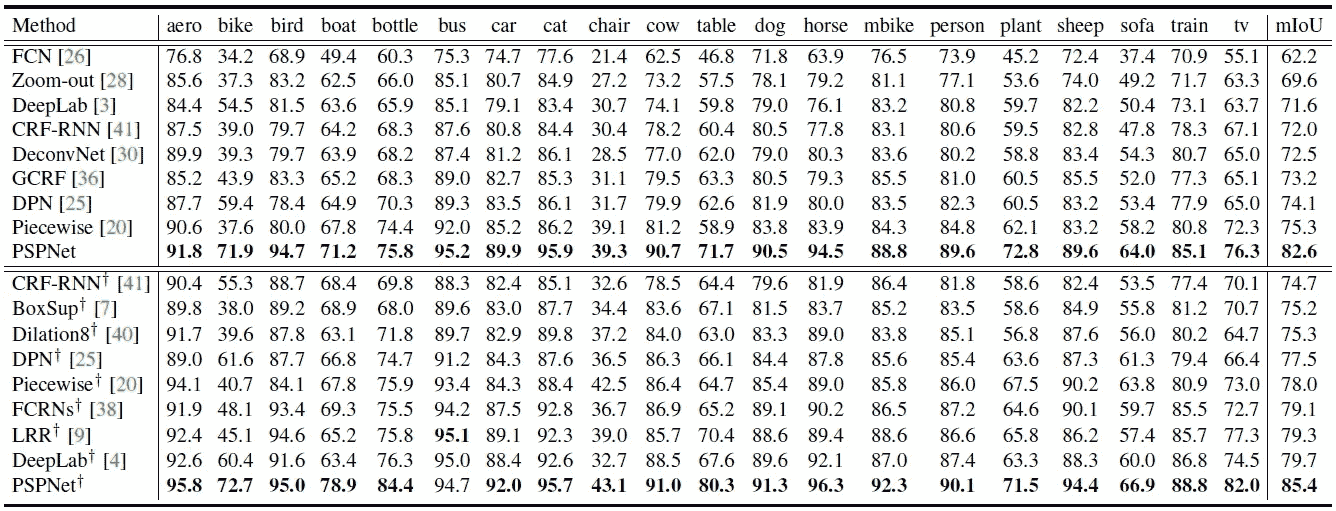 Method aero bike bird boat bottle bus car cat chair cow table dog horse mbike person plant sheep sofa train tv mIoU
FCN [26] 76.8 34.2 68.9 49.4 60.3 75.3 74.7 77.6 21.4 62.5 46.8 71.8 63.9 76.5 73.9 45.2 72.4 37.4 70.9 55.1 62.2
Zoom-out [28] 85.6 37.3 83.2 62.5 66.0 85.1 80.7 84.9 27.2 73.2 57.5 78.1 79.2 81.1 77.1 53.6 74.0 49.2 71.7 63.3 69.6
DeepLab [3] 84.4 54.5 81.5 63.6 65.9 85.1 79.1 83.4 30.7 74.1 59.8 79.0 76.1 83.2 80.8 59.7 82.2 50.4 73.1 63.7 71.6
CRF-RNN [41] 87.5 39.0 79.7 64.2 68.3 87.6 80.8 84.4 30.4 78.2 60.4 80.5 77.8 83.1 80.6 59.5 82.8 47.8 78.3 67.1 72.0
DeconvNet [30] 89.9 39.3 79.7 63.9 68.2 87.4 81.2 86.1 28.5 77.0 62.0 79.0 80.3 83.6 80.2 58.8 83.4 54.3 80.7 65.0 72.5
GCRF [36] 85.2 43.9 83.3 65.2 68.3 89.0 82.7 85.3 31.1 79.5 63.3 80.5 79.3 85.5 81.0 60.5 85.5 52.0 77.3 65.1 73.2
DPN [25] 87.7 59.4 78.4 64.9 70.3 89.3 83.5 86.1 31.7 79.9 62.6 81.9 80.0 83.5 82.3 60.5 83.2 53.4 77.9 65.0 74.1
Piecewise [20] 90.6 37.6 80.0 67.8 74.4 92.0 85.2 86.2 39.1 81.2 58.9 83.8 83.9 84.3 84.8 62.1 83.2 58.2 80.8 72.3 75.3
PSPNet 91.8 71.9 94.7 71.2 75.8 95.2 89.9 95.9 39.3 90.7 71.7 90.5 94.5 88.8 89.6 72.8 89.6 64.0 85.1 76.3 82.6
CRF-RNN† [41] 90.4 55.3 88.7 68.4 69.8 88.3 82.4 85.1 32.6 78.5 64.4 79.6 81.9 86.4 81.8 58.6 82.4 53.5 77.4 70.1 74.7
BoxSup† [7] 89.8 38.0 89.2 68.9 68.0 89.6 83.0 87.7 34.4 83.6 67.1 81.5 83.7 85.2 83.5 58.6 84.9 55.8 81.2 70.7 75.2
Dilation8† [40] 91.7 39.6 87.8 63.1 71.8 89.7 82.9 89.8 37.2 84.0 63.0 83.3 89.0 83.8 85.1 56.8 87.6 56.0 80.2 64.7 75.3
DPN† [25] 89.0 61.6 87.7 66.8 74.7 91.2 84.3 87.6 36.5 86.3 66.1 84.4 87.8 85.6 85.4 63.6 87.3 61.3 79.4 66.4 77.5
Piecewise† [20] 94.1 40.7 84.1 67.8 75.9 93.4 84.3 88.4 42.5 86.4 64.7 85.4 89.0 85.8 86.0 67.5 90.2 63.8 80.9 73.0 78.0
FCRNs† [38] 91.9 48.1 93.4 69.3 75.5 94.2 87.5 92.8 36.7 86.9 65.2 89.1 90.2 86.5 87.2 64.6 90.1 59.7 85.5 72.7 79.1
LRR† [9] 92.4 45.1 94.6 65.2 75.8 95.1 89.1 92.3 39.0 85.7 70.4 88.6 89.4 88.6 86.6 65.8 86.2 57.4 85.7 77.3 79.3
DeepLab† [4] 92.6 60.4 91.6 63.4 76.3 95.0 88.4 92.6 32.7 88.5 67.6 89.6 92.1 87.0 87.4 63.3 88.3 60.0 86.8 74.5 79.7
PSPNet† 95.8 72.7 95.0 78.9 84.4 94.7 92.0 95.7 43.1 91.0 80.3 91.3 96.3 92.3 90.1 71.5 94.4 66.9 88.8 82.0 85.4